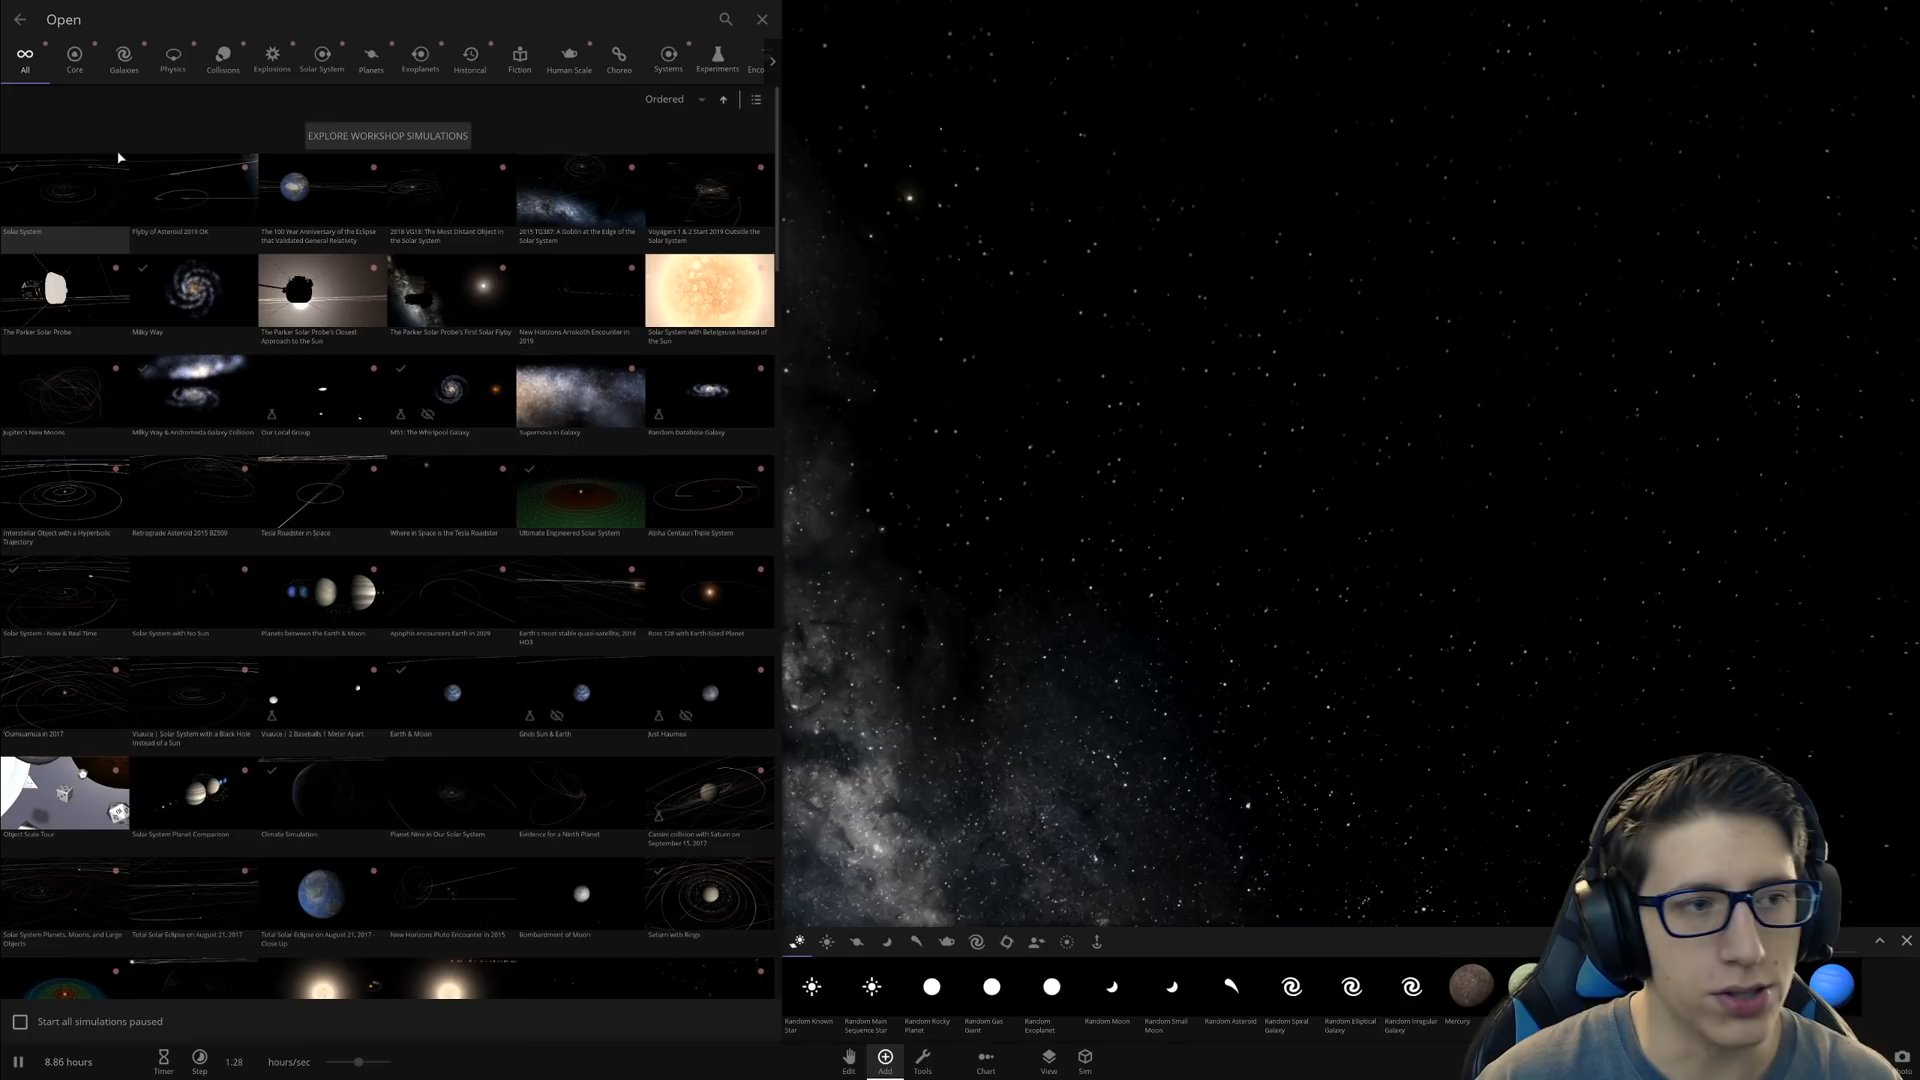 Open
All
Core
Galaxies
Physics
Collisions
Explosions
Solar System
Planets
Exoplanets
Historical
Fiction
Human Scale
Choreo
Systems
Experiments
Enco
Ordered
EXPLORE WORKSHOP SIMULATIONS
Solar System
Flyby of Asteroid 2019 OK
The 100 Year Anniversary of the Eclipse
that Validated General Relativity
2018 VG18: The Most Distant Object in
the Solar System
2015 TG387: A Goblin at the Edge of the
Solar System
Voyagers 1 & 2 Start 2019 Outside the
Solar System
The Parker Solar Probe
Milky Way
The Parker Solar Probe's Closest
Approach to the Sun
The Parker Solar Probe's First Solar Flyby
New Horizons Arrokoth Encounter in
2019
Solar System with Betelgeuse Instead of
the Sun
Jupiter's New Moons
Milky Way & Andromeda Galaxy Collision
Our Local Group
M51: The Whirlpool Galaxy
Supernova in Galaxy
Random Database Galaxy
Interstellar Object with a Hyperbolic
Trajectory
Retrograde Asteroid 2015 BZ509
Tesla Roadster in Space
Where in Space is the Tesla Roadster
Ultimate Engineered Solar System
Alpha Centauri Triple System
Solar System - Now & Real Time
Solar System with No Sun
Planets between the Earth & Moon
Apophis encounters Earth in 2029
Earth's most stable quasi-satellite, 2016
HO3
Ross 128 with Earth-Sized Planet
'Oumuamua in 2017
Vsauce | Solar System with a Black Hole
Instead of a Sun
Vsauce | 2 Baseballs 1 Meter Apart
Earth & Moon
Grids Sun & Earth
Just Haumea
Object Scale Tour
Solar System Planet Comparison
Climate Simulation
Planet Nine in Our Solar System
Evidence for a Ninth Planet
Cassini collision with Saturn on
September 15, 2017
Solar System Planets, Moons, and Large
Objects
Total Solar Eclipse on August 21, 2017
Total Solar Eclipse on August 21, 2017 -
Close Up
New Horizons Pluto Encounter in 2015
Bombardment of Moon
Saturn with Rings
Start all simulations paused
8.86 hours
Timer
Step
1.28
hours/sec
Random Known
Star
Random Main
Sequence Star
Random Rocky
Planet
Random Gas
Giant
Random
Exoplanet
Random Moon
Random Small
Moon
Random Asteroid
Random Spiral
Galaxy
Random Elliptical
Galaxy
Random Irregular
Galaxy
Mercury
Edit
Add
Tools
Chart
View
Sim